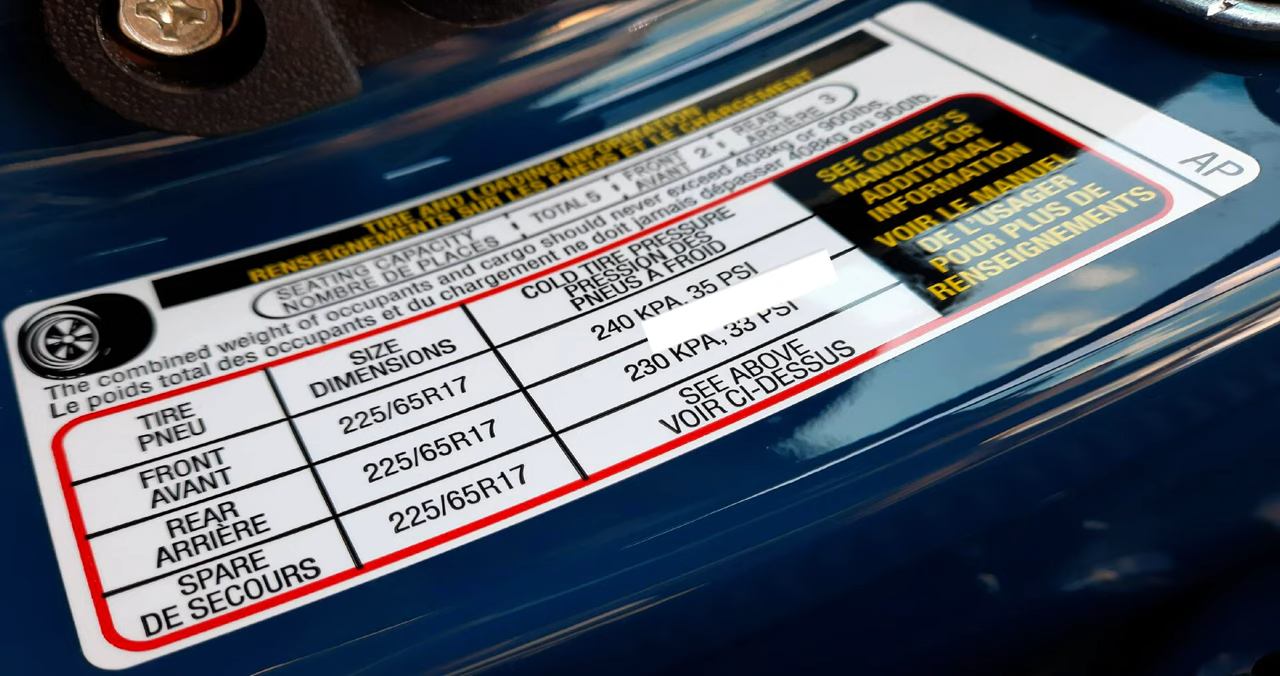 TIRE AND LOADING INFORMATION
RENSEIGNEMENTS SUR LES PNEUS ET LE CHARGEMENT
SEATING CAPACITY
NOMBRE DE PLACES
TOTAL 5
FRONT
AVANT
2
REAR
ARRIÈRE
3
The combined weight of occupants and cargo should never exceed 408kg or 900lbs.
Le poids total des occupants et du chargement ne doit jamais dépasser 408kg ou 900lb.
TIRE
PNEU
SIZE
DIMENSIONS
COLD TIRE PRESSURE
PRESSION DES
PNEUS A FROID
FRONT
AVANT
225/65R17
240 KPA, 35 PSI
REAR
ARRIÈRE
225/65R17
230 KPA, 33 PSI
SPARE
DE SECOURS
225/65R17
SEE ABOVE
VOIR CI-DESSUS
SEE OWNER'S
MANUAL FOR
ADDITIONAL
INFORMATION
VOIR LE MANUEL
DE L'USAGER
POUR PLUS DE
RENSEIGNEMENTS
AP